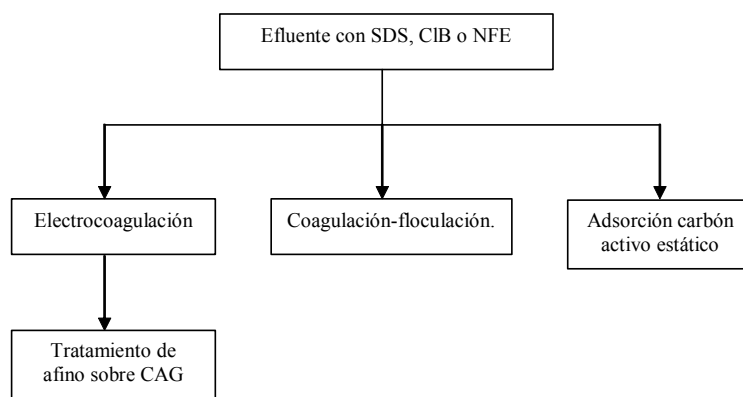 Efluente con SDS, ClB o NFE
Electrocoagulación
Coagulación-floculación.
Adsorción carbón
activo estático
Tratamiento de
afino sobre CAG